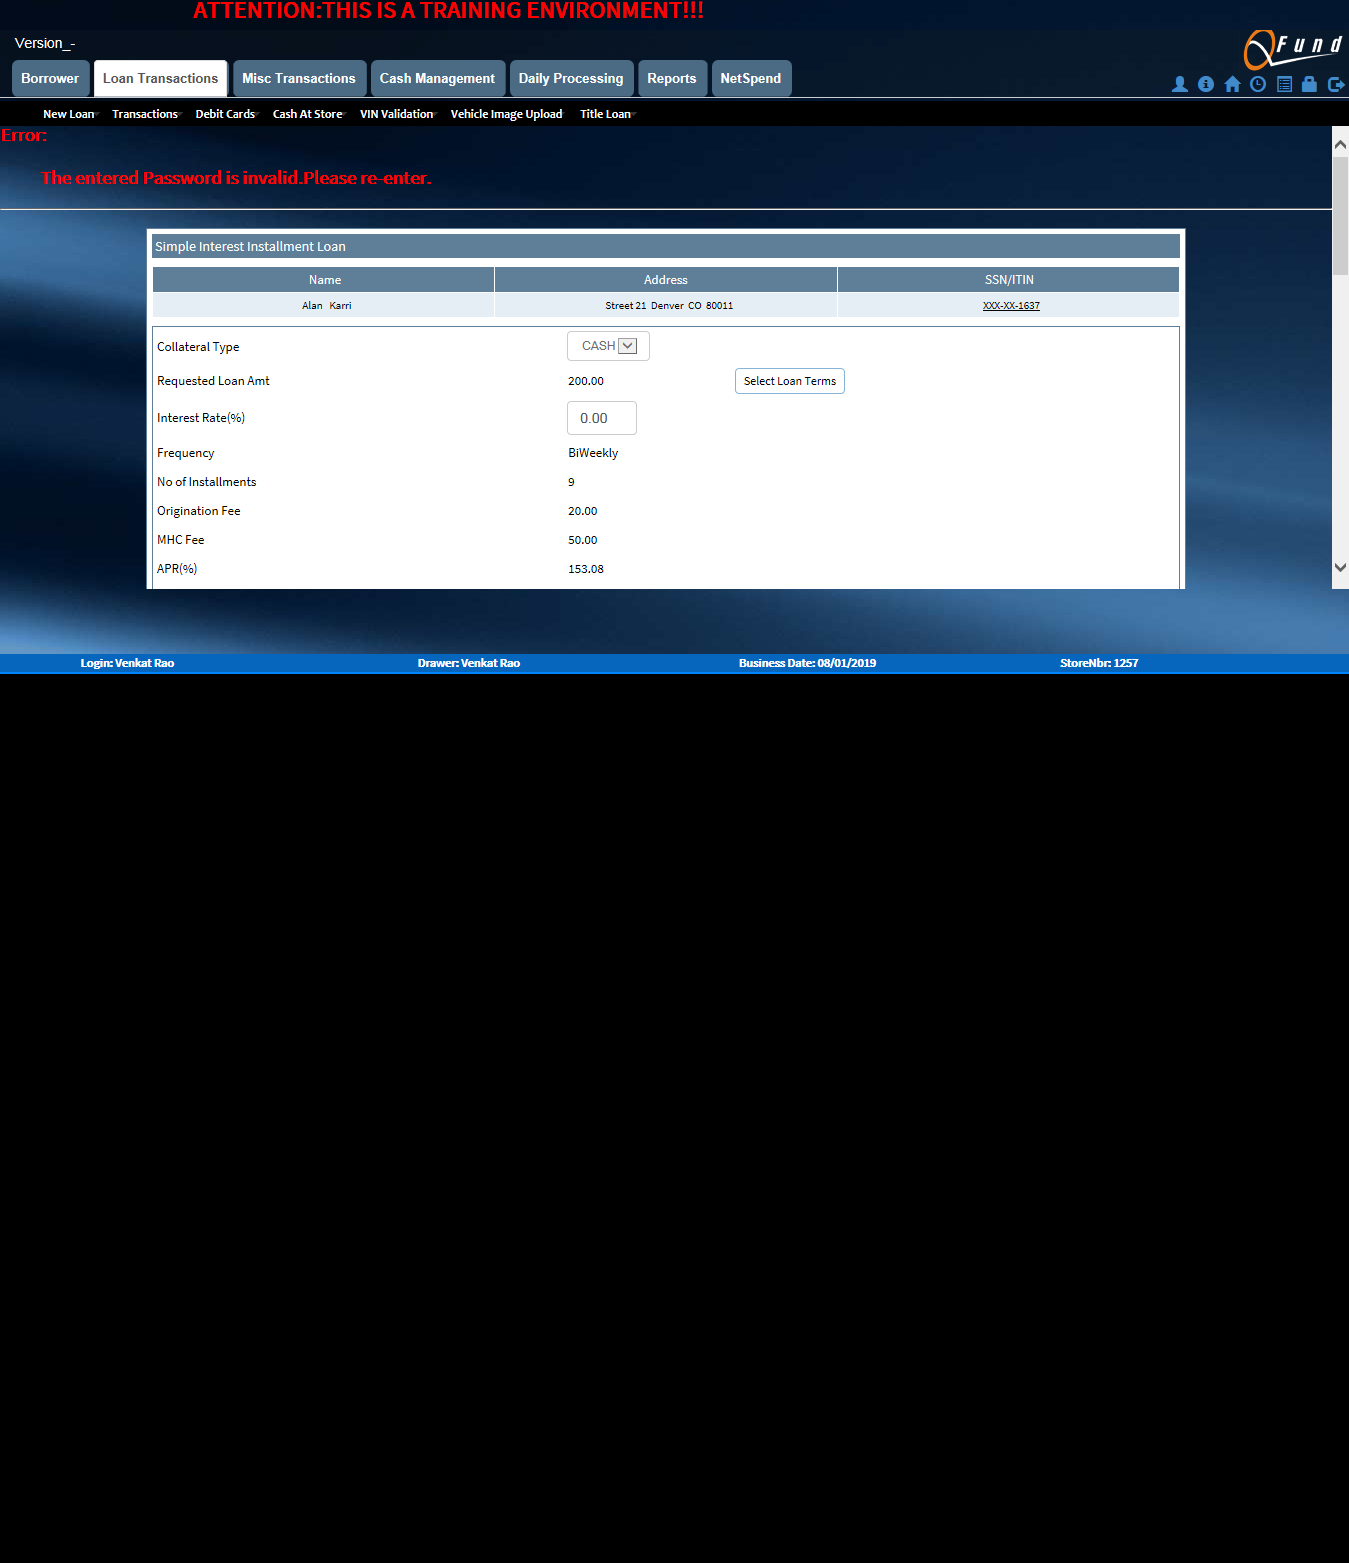 ATTENTION:THIS IS A TRAINING ENVIRONMENT!!!
Version_-
QFund
Borrower Loan Transactions Misc Transactions Cash Management Daily Processing Reports NetSpend
New Loan Transactions Debit Cards Cash At Store VIN Validation Vehicle Image Upload Title Loan
Error:
The entered Password is invalid.Please re-enter.
Simple Interest Installment Loan
Name Address SSN/ITIN
Alan Karri Street 21 Denver CO 80011 XXX-XX-1637
Collateral Type CASH
Requested Loan Amt 200.00 Select Loan Terms
Interest Rate(%) 0.00
Frequency BiWeekly
No of Installments 9
Origination Fee 20.00
MHC Fee 50.00
APR(%) 153.08
Login: Venkat Rao Drawer: Venkat Rao Business Date: 08/01/2019 StoreNbr: 1257